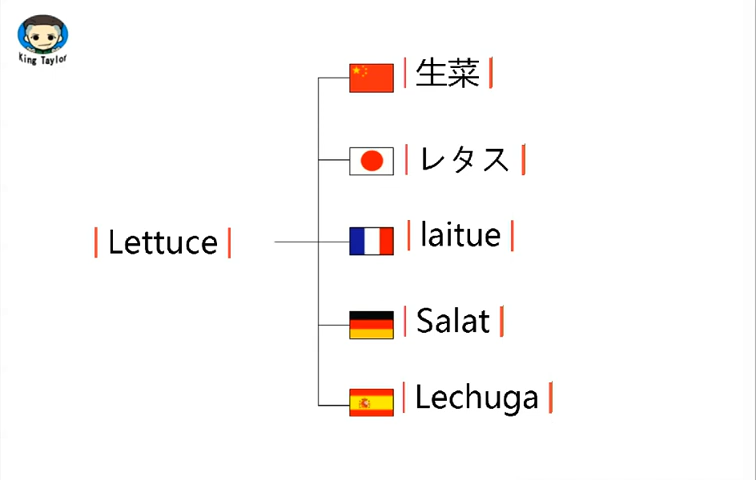 King Taylor
生菜
レタス
laitue
Lettuce
Salat
Lechuga